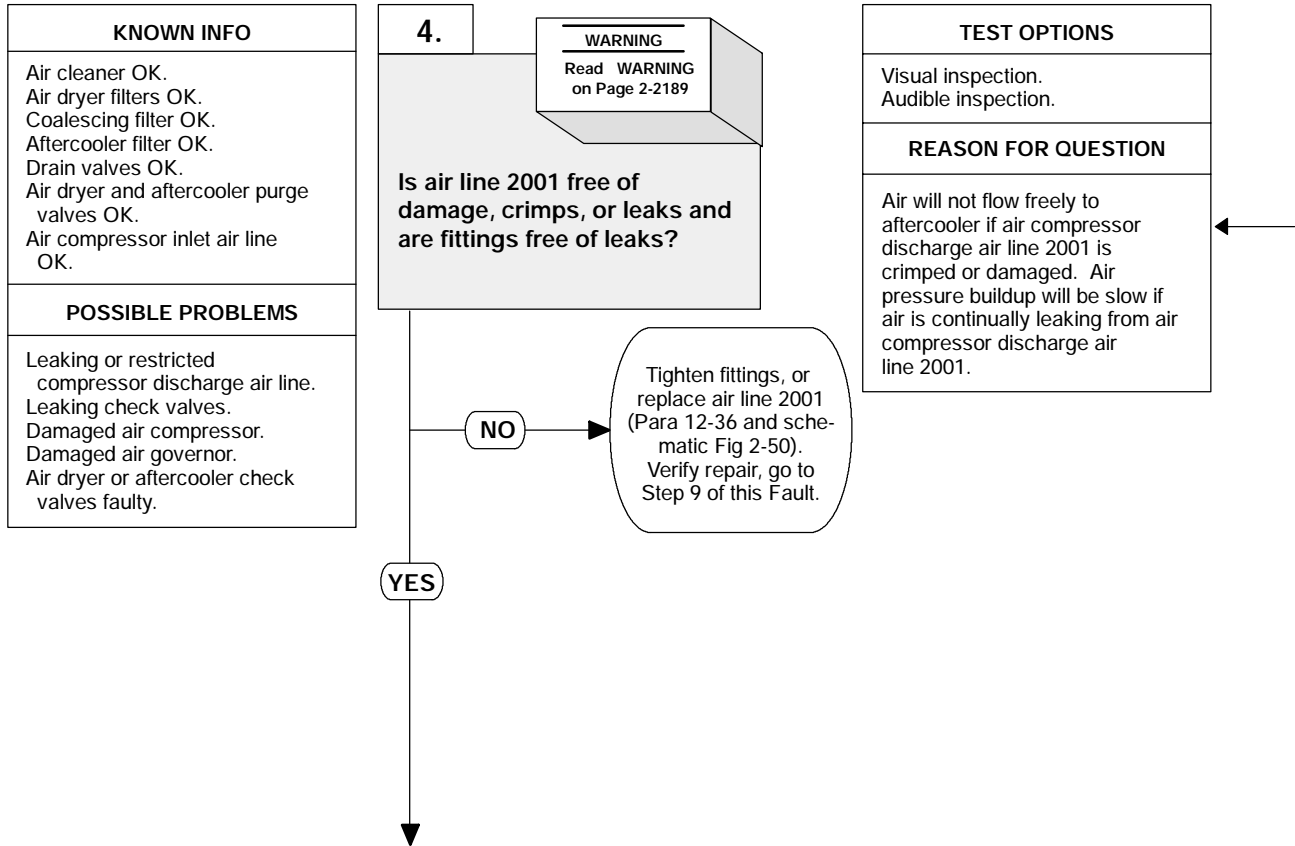 KNOWN INFO
Air cleaner OK.
Air dryer filters OK.
Coalescing filter OK.
Aftercooler filter OK.
Drain valves OK.
Air dryer and aftercooler purge
valves OK.
Air compressor inlet air line
OK.
POSSIBLE PROBLEMS
Leaking or restricted
compressor discharge air line.
Leaking check valves.
Damaged air compressor.
Damaged air governor.
Air dryer or aftercooler check
valves faulty.
4.
WARNING
Read WARNING
on Page 2-2189
Is air line 2001 free of
damage, crimps, or leaks and
are fittings free of leaks?
NO
Tighten fittings, or
replace air line 2001
(Para 12-36 and sche-
matic Fig 2-50).
Verify repair, go to
Step 9 of this Fault.
YES
TEST OPTIONS
Visual inspection.
Audible inspection.
REASON FOR QUESTION
Air will not flow freely to
aftercooler if air compressor
discharge air line 2001 is
crimped or damaged. Air
pressure buildup will be slow if
air is continually leaking from air
compressor discharge air
line 2001.